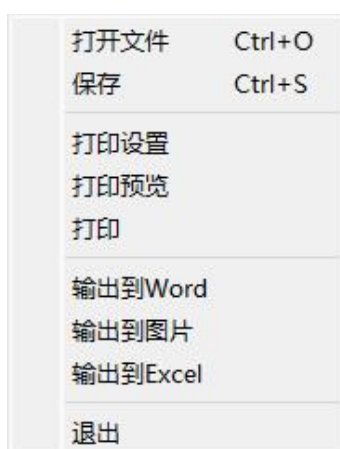 打开文件 Ctrl+O
保存 Ctrl+S
打印设置
打印预览
打印
输出到Word
输出到图片
输出到Excel
退出